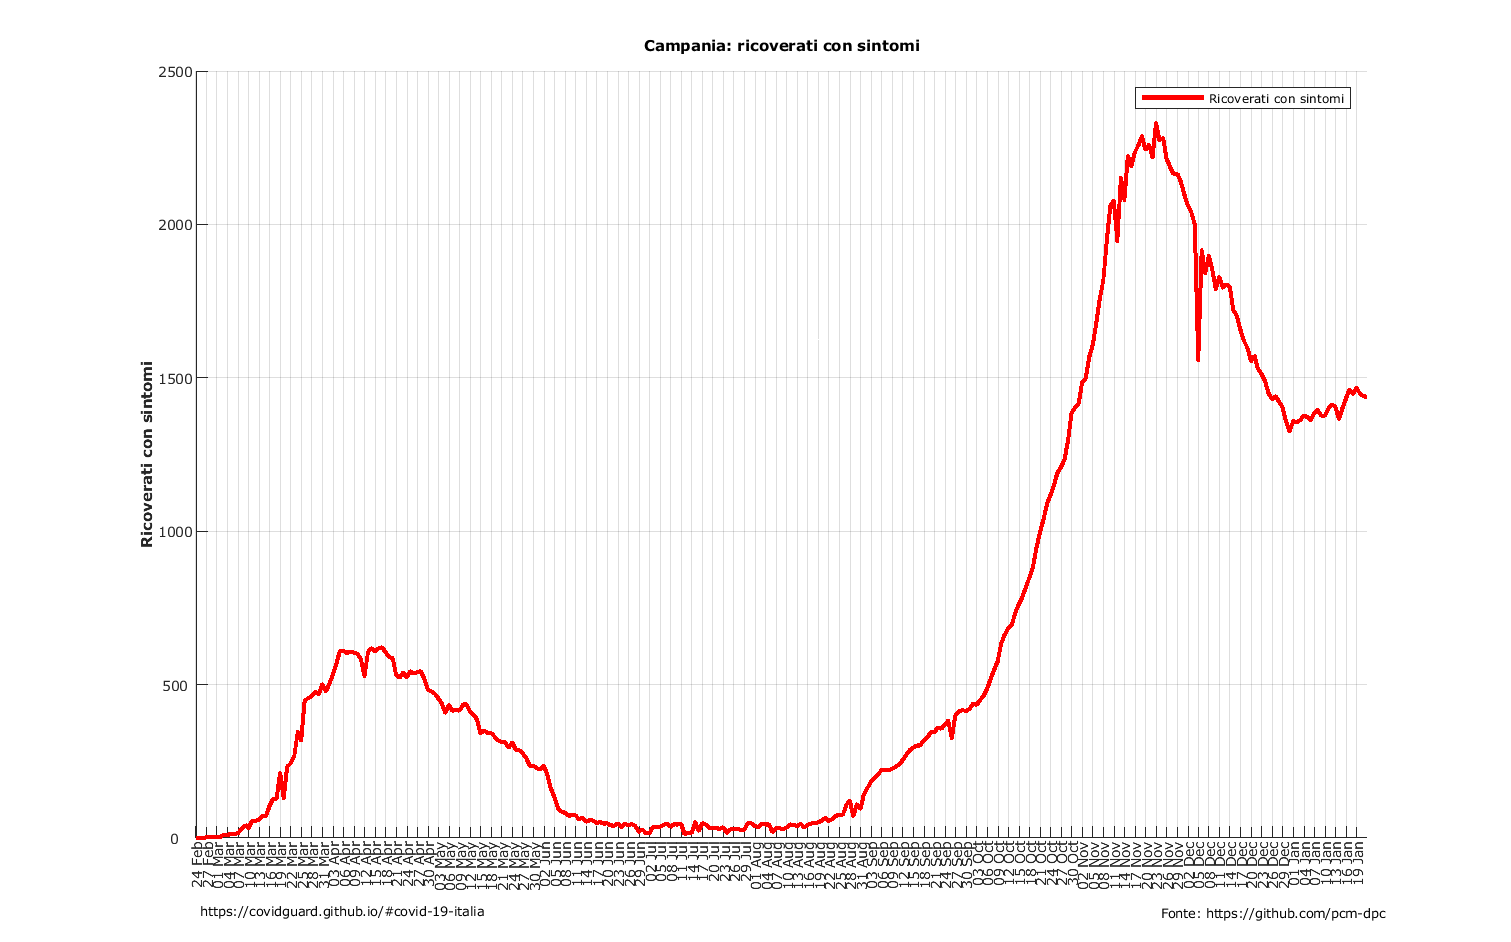 Campania: ricoverati con sintomi
Ricoverati con sintomi
2500
2000
1500
1000
500
0
Ricoverati con sintomi
24 Feb
27 Feb
01 Mar
04 Mar
07 Mar
10 Mar
13 Mar
16 Mar
19 Mar
22 Mar
25 Mar
28 Mar
31 Mar
03 Apr
06 Apr
09 Apr
12 Apr
15 Apr
18 Apr
21 Apr
24 Apr
27 Apr
30 Apr
03 May
06 May
09 May
12 May
15 May
18 May
21 May
24 May
27 May
30 May
02 Jun
05 Jun
08 Jun
11 Jun
14 Jun
17 Jun
20 Jun
23 Jun
26 Jun
29 Jun
02 Jul
05 Jul
08 Jul
11 Jul
14 Jul
17 Jul
20 Jul
23 Jul
26 Jul
29 Jul
01 Aug
04 Aug
07 Aug
10 Aug
13 Aug
16 Aug
19 Aug
22 Aug
25 Aug
28 Aug
31 Aug
03 Sep
06 Sep
09 Sep
12 Sep
15 Sep
18 Sep
21 Sep
24 Sep
27 Sep
30 Sep
03 Oct
06 Oct
09 Oct
12 Oct
15 Oct
18 Oct
21 Oct
24 Oct
27 Oct
30 Oct
02 Nov
05 Nov
08 Nov
11 Nov
14 Nov
17 Nov
20 Nov
23 Nov
26 Nov
29 Nov
02 Dec
05 Dec
08 Dec
11 Dec
14 Dec
17 Dec
20 Dec
23 Dec
26 Dec
29 Dec
01 Jan
04 Jan
07 Jan
10 Jan
13 Jan
16 Jan
19 Jan
https://covidguard.github.io/#covid-19-italia
Fonte: https://github.com/pcm-dpc